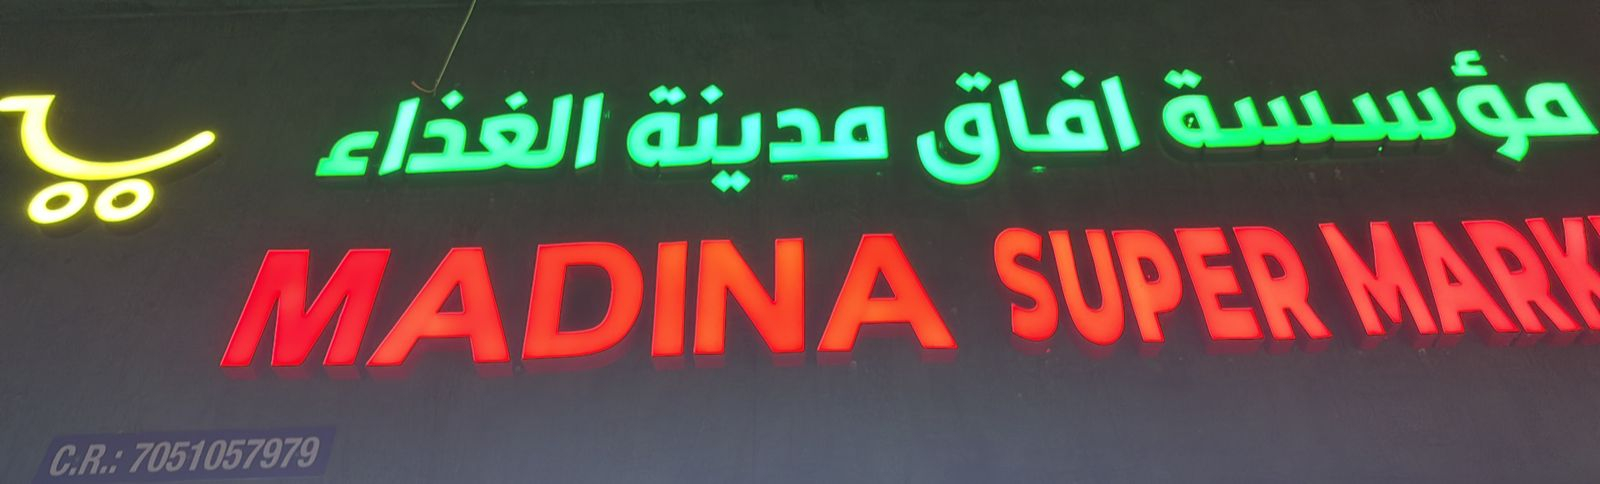 مؤسسة افاق مدينة الغذاء
MADINA SUPER MARK
C.R.: 7051057979